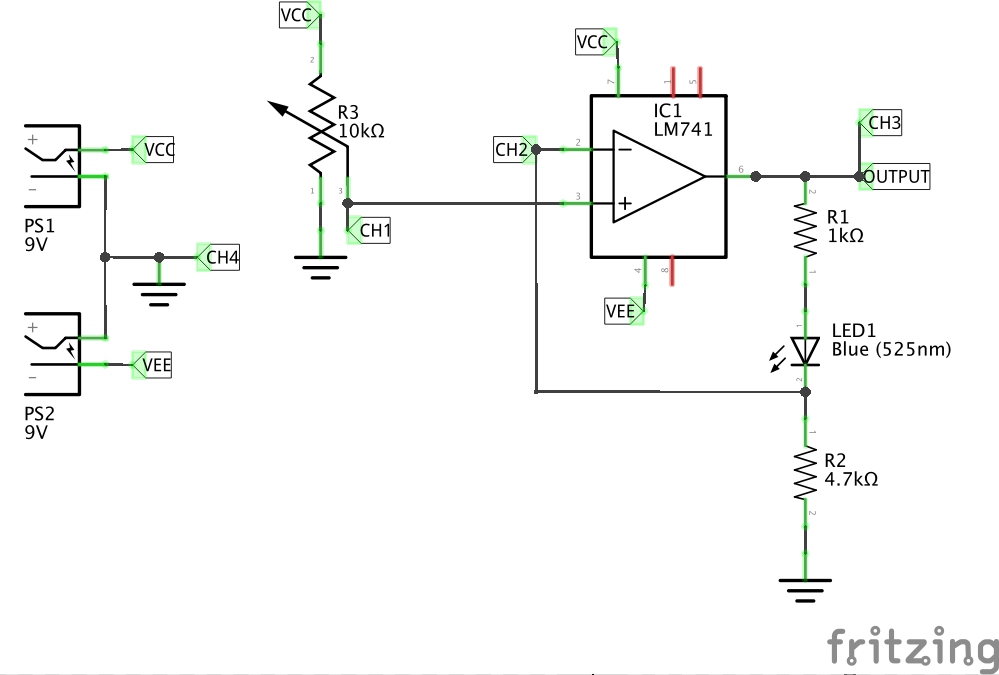 VCC
2
R3
10kΩ
1
3
CH1
+
VCC
−
PS1
9V
CH4
+
VEE
−
PS2
9V
VCC
7
1
5
IC1
LM741
CH2
2
−
3
+
6
4
8
VEE
CH3
OUTPUT
2
R1
1kΩ
1
1
LED1
Blue (525nm)
2
1
R2
4.7kΩ
2
fritzing